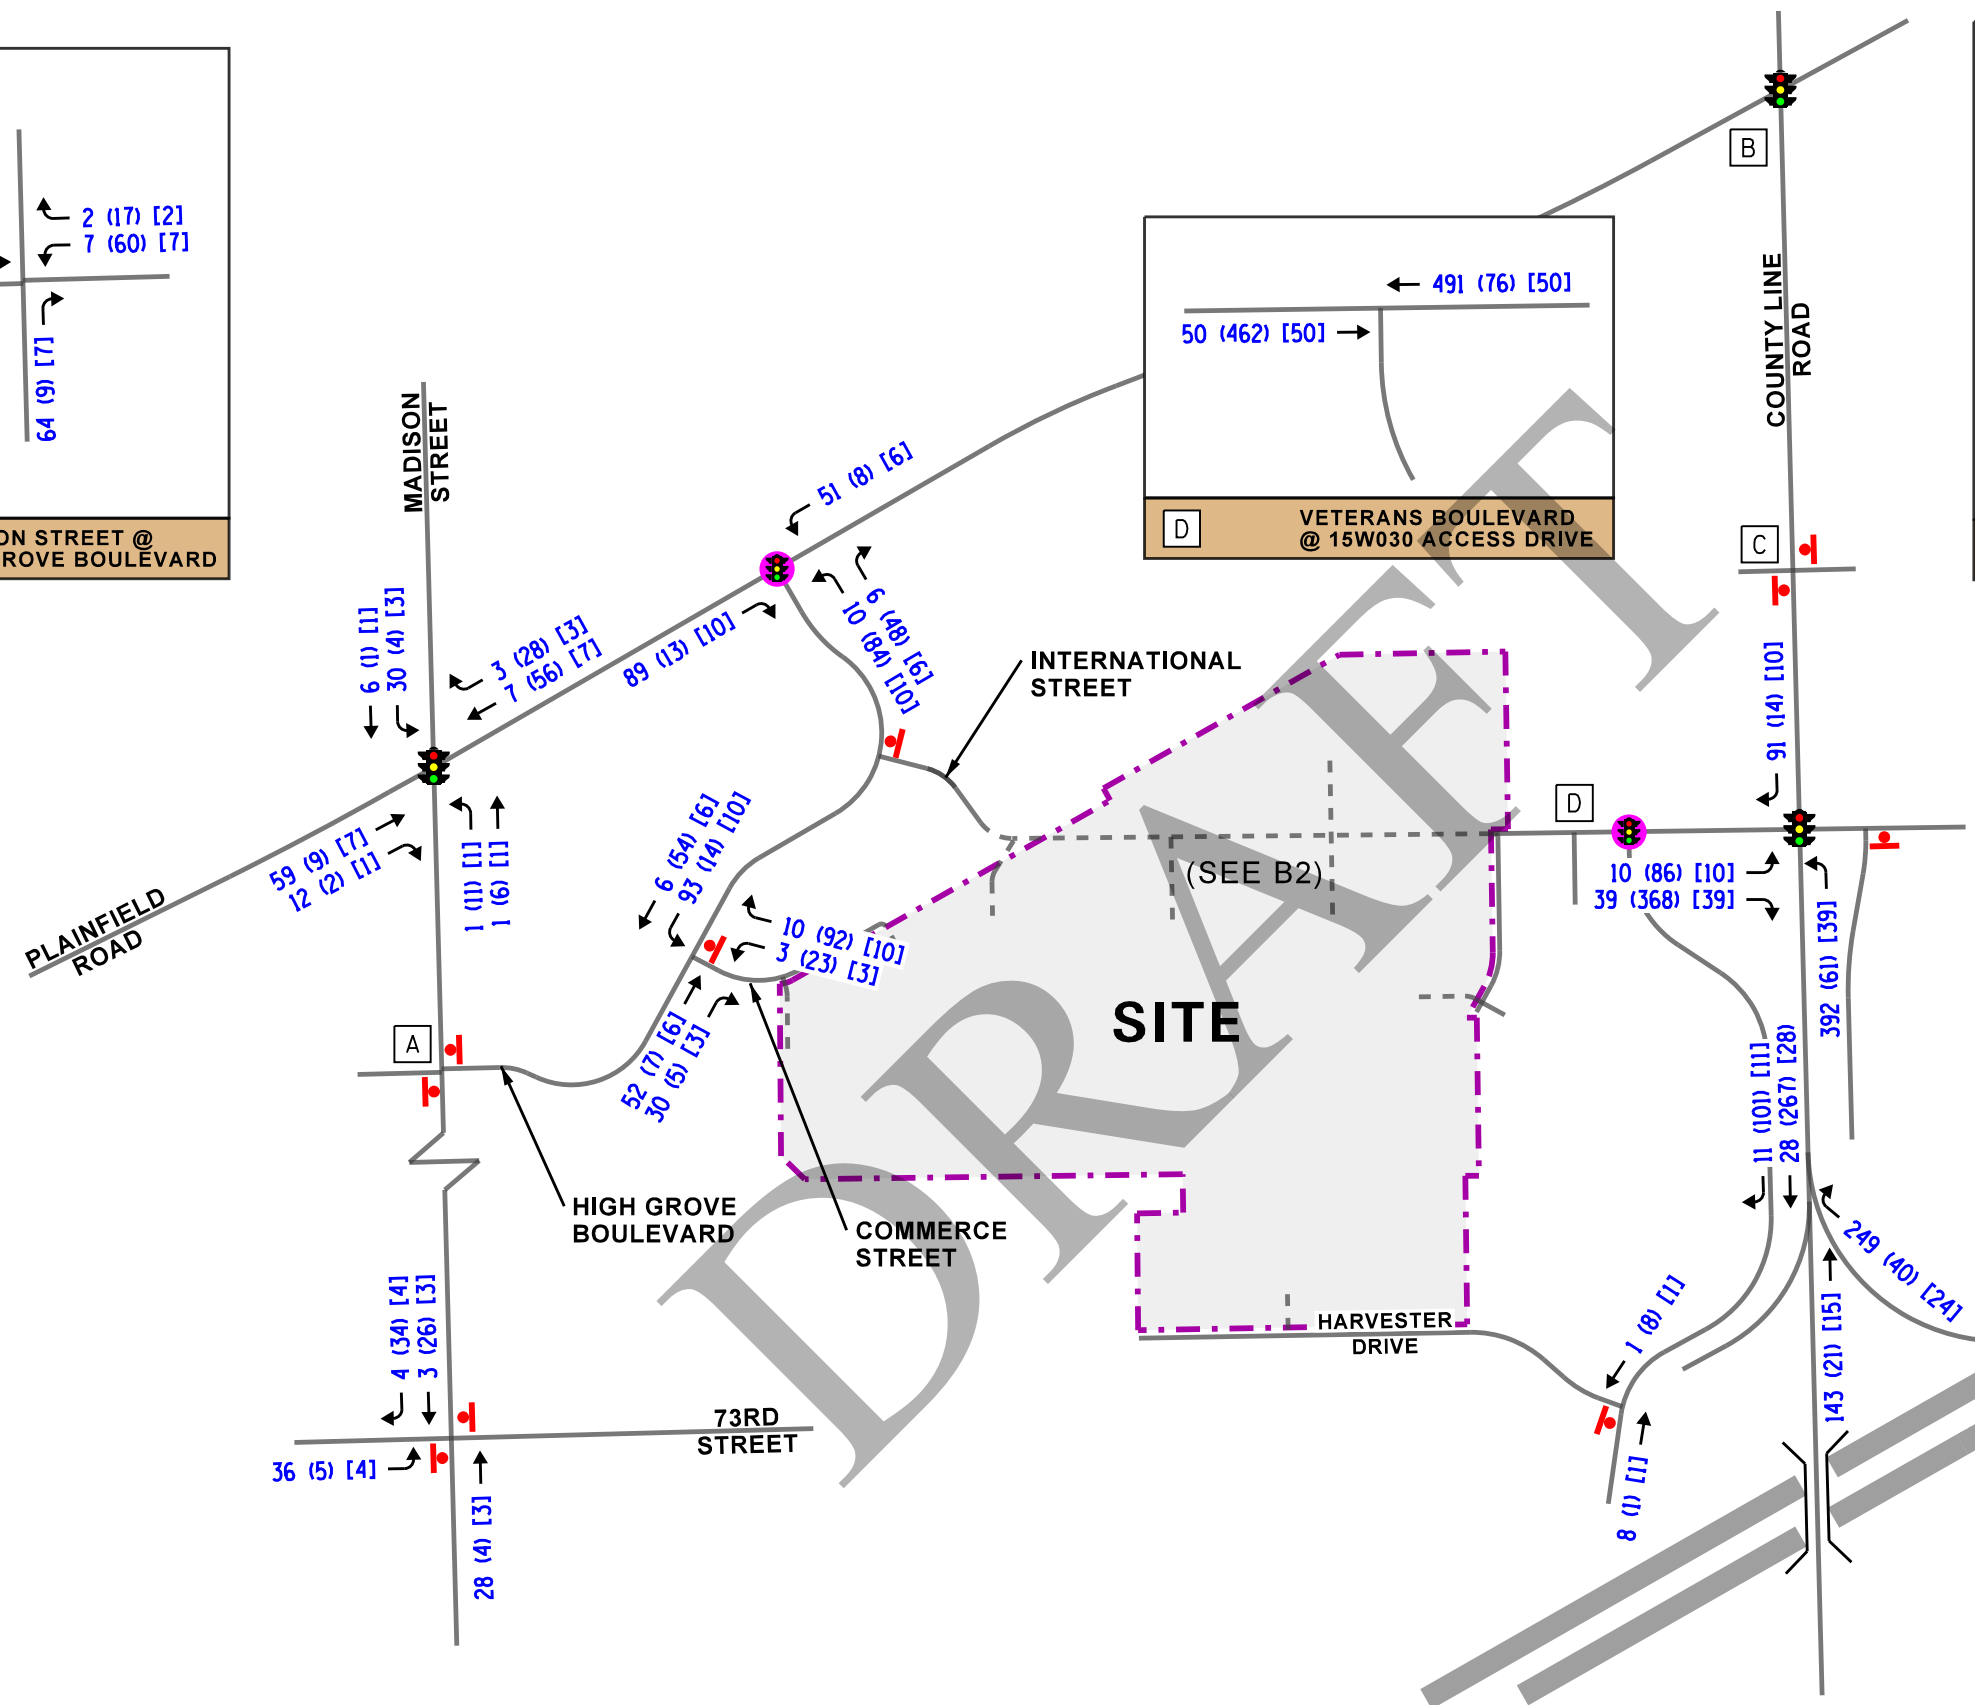 B
2 (17) [2]
7 (60) [7]
64 (9) [7]
ON STREET @
ROVE BOULEVARD
491 (76) [50]
50 (462) [50]
D
VETERANS BOULEVARD
@ 15W030 ACCESS DRIVE
COUNTY LINE
ROAD
C
MADISON
STREET
51 (8) [6]
6 (1) [1]
30 (4) [3]
3 (28) [3]
7 (56) [7]
89 (13) [10]
6 (48) [6]
10 (84) [10]
INTERNATIONAL
STREET
91 (14) [10]
59 (9) [7]
12 (2) [1]
1 (11) [1]
1 (6) [1]
PLAINFIELD
ROAD
6 (54) [6]
93 (14) [10]
10 (92) [10]
3 (23) [3]
52 (7) [6]
30 (5) [3]
D
(SEE B2)
10 (86) [10]
39 (368) [39]
392 (61) [39]
SITE
A
11 (101) [11]
28 (267) [28]
HIGH GROVE
BOULEVARD
COMMERCE
STREET
249 (40) [24]
143 (21) [15]
4 (34) [4]
3 (26) [3]
HARVESTER
DRIVE
1 (8) [1]
8 (1) [1]
73RD
STREET
36 (5) [4]
28 (4) [3]
DRAFT